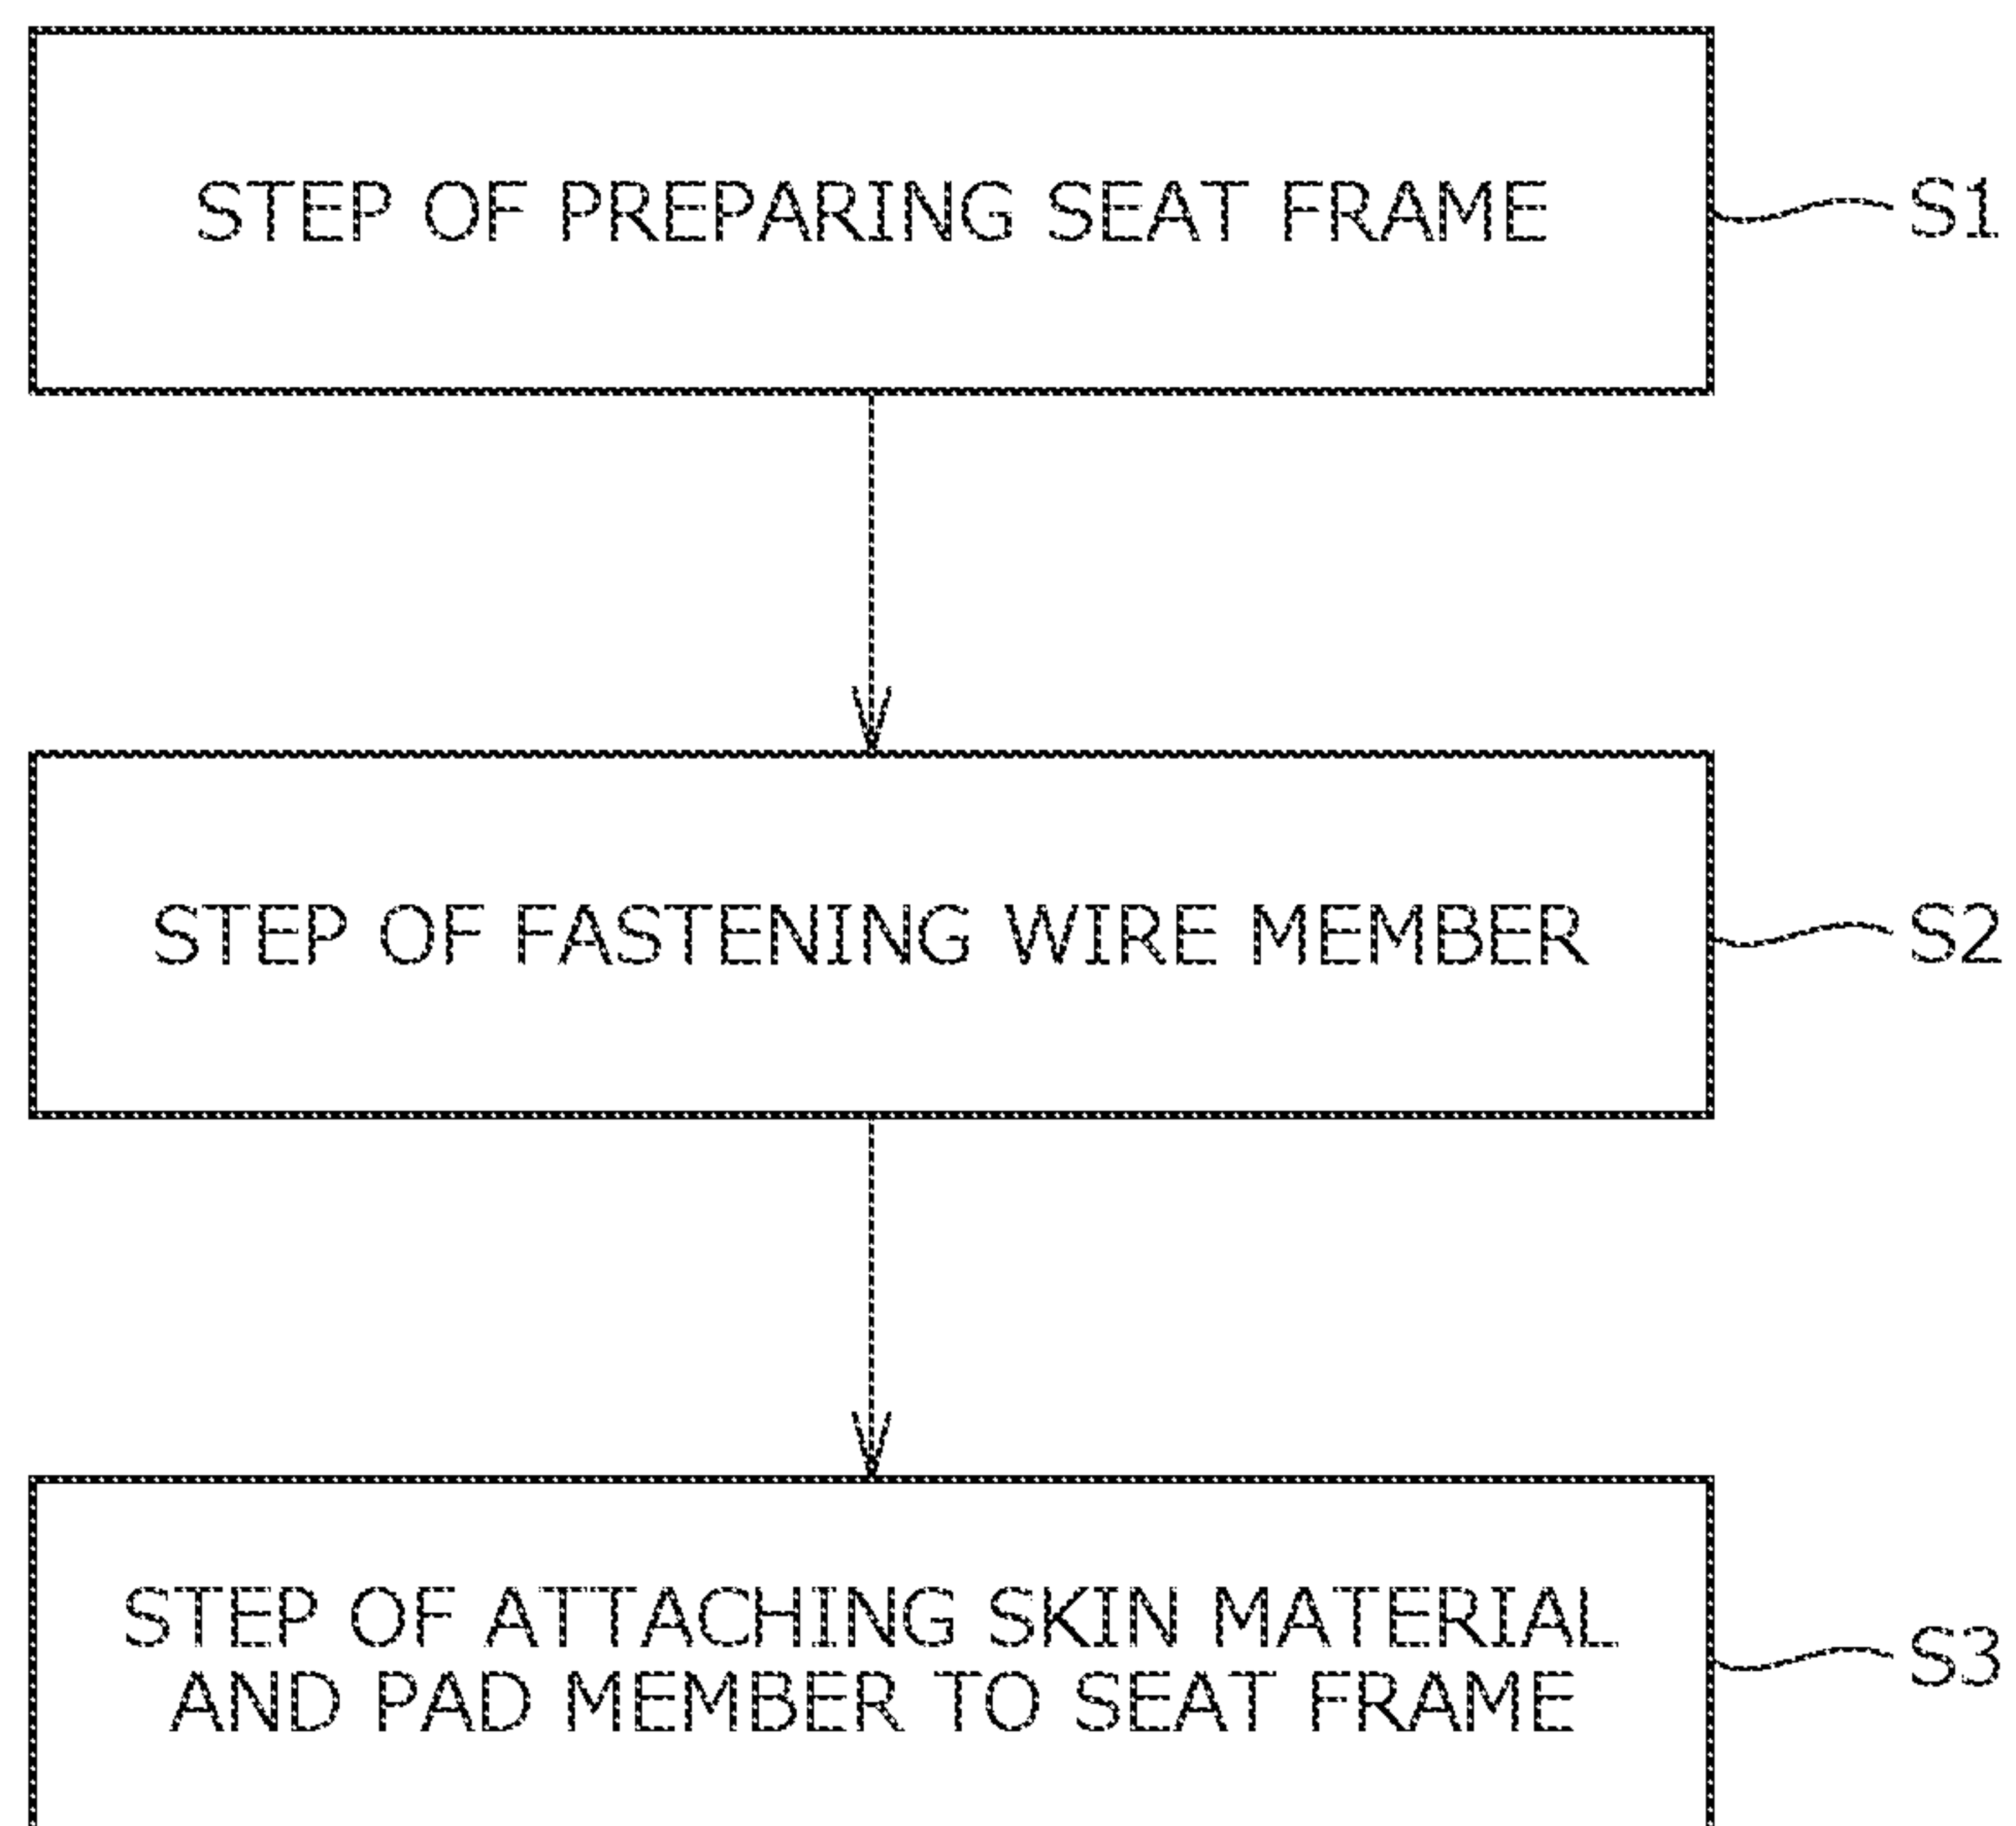 STEP OF PREPARING SEAT FRAME
S1
STEP OF FASTENING WIRE MEMBER
S2
STEP OF ATTACHING SKIN MATERIAL
AND PAD MEMBER TO SEAT FRAME
S3